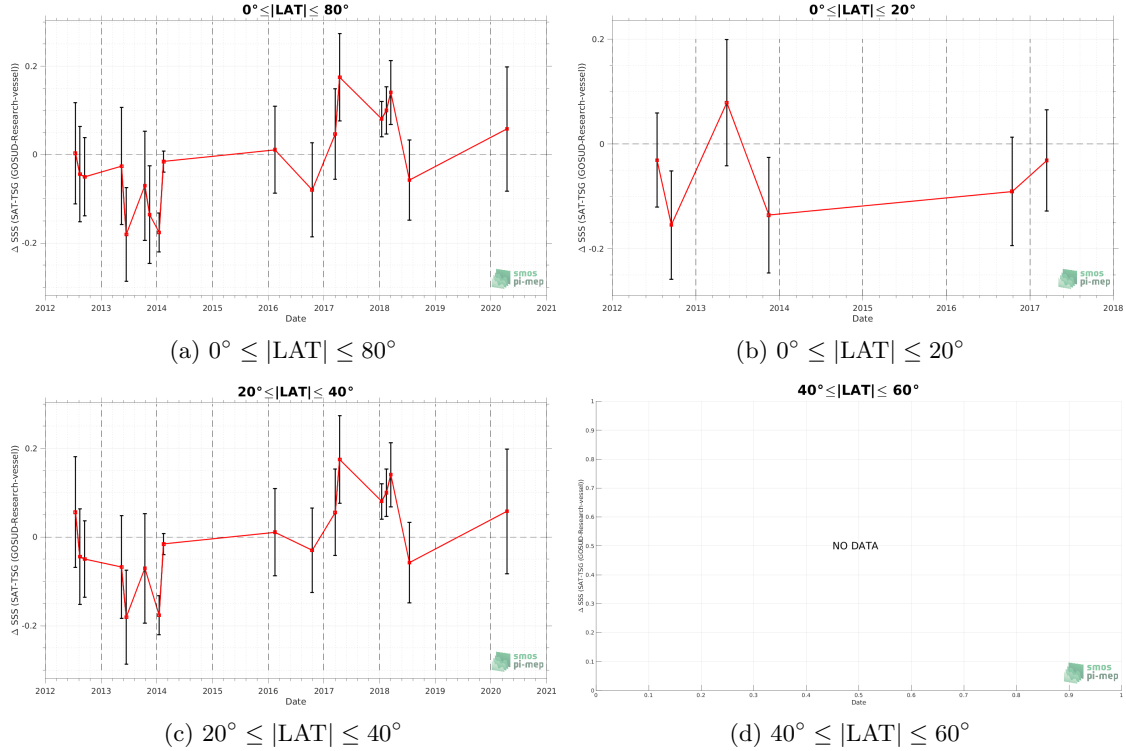 0°≤|LAT|≤ 80°
Δ SSS (SAT-TSG (GOSUD-Research-vessel))
0.2
0
-0.2
2012 2013 2014 2015 2016 2017 2018 2019 2020 2021
Date
smos
pi-mep
(a) 0° ≤ |LAT| ≤ 80°
0°≤|LAT|≤ 20°
Δ SSS (SAT-TSG (GOSUD-Research-vessel))
0.2
0
-0.2
2012 2013 2014 2015 2016 2017 2018
Date
smos
pi-mep
(b) 0° ≤ |LAT| ≤ 20°
20°≤|LAT|≤ 40°
Δ SSS (SAT-TSG (GOSUD-Research-vessel))
0.2
0
-0.2
2012 2013 2014 2015 2016 2017 2018 2019 2020 2021
Date
smos
pi-mep
(c) 20° ≤ |LAT| ≤ 40°
40°≤|LAT|≤ 60°
Δ SSS (SAT-TSG (GOSUD-Research-vessel))
1
0.9
0.8
0.7
0.6
0.5
0.4
0.3
0.2
0.1
0
NO DATA
0 0.1 0.2 0.3 0.4 0.5 0.6 0.7 0.8 0.9 1
Date
smos
pi-mep
(d) 40° ≤ |LAT| ≤ 60°